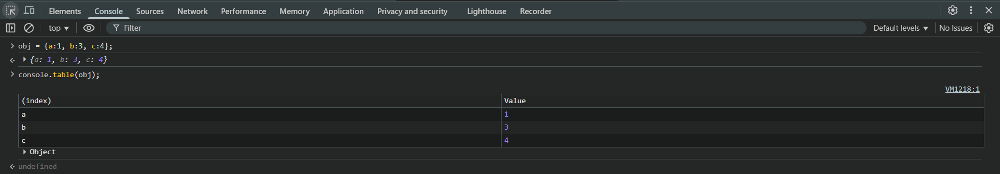 Elements Console Sources Network Performance Memory Application Privacy and security Lighthouse Recorder
top Filter Default levels No Issues
obj = {a:1, b:3, c:4};
{a: 1, b: 3, c: 4}
console.table(obj);
VM1218:1
(index) Value
a 1
b 3
c 4
Object
undefined